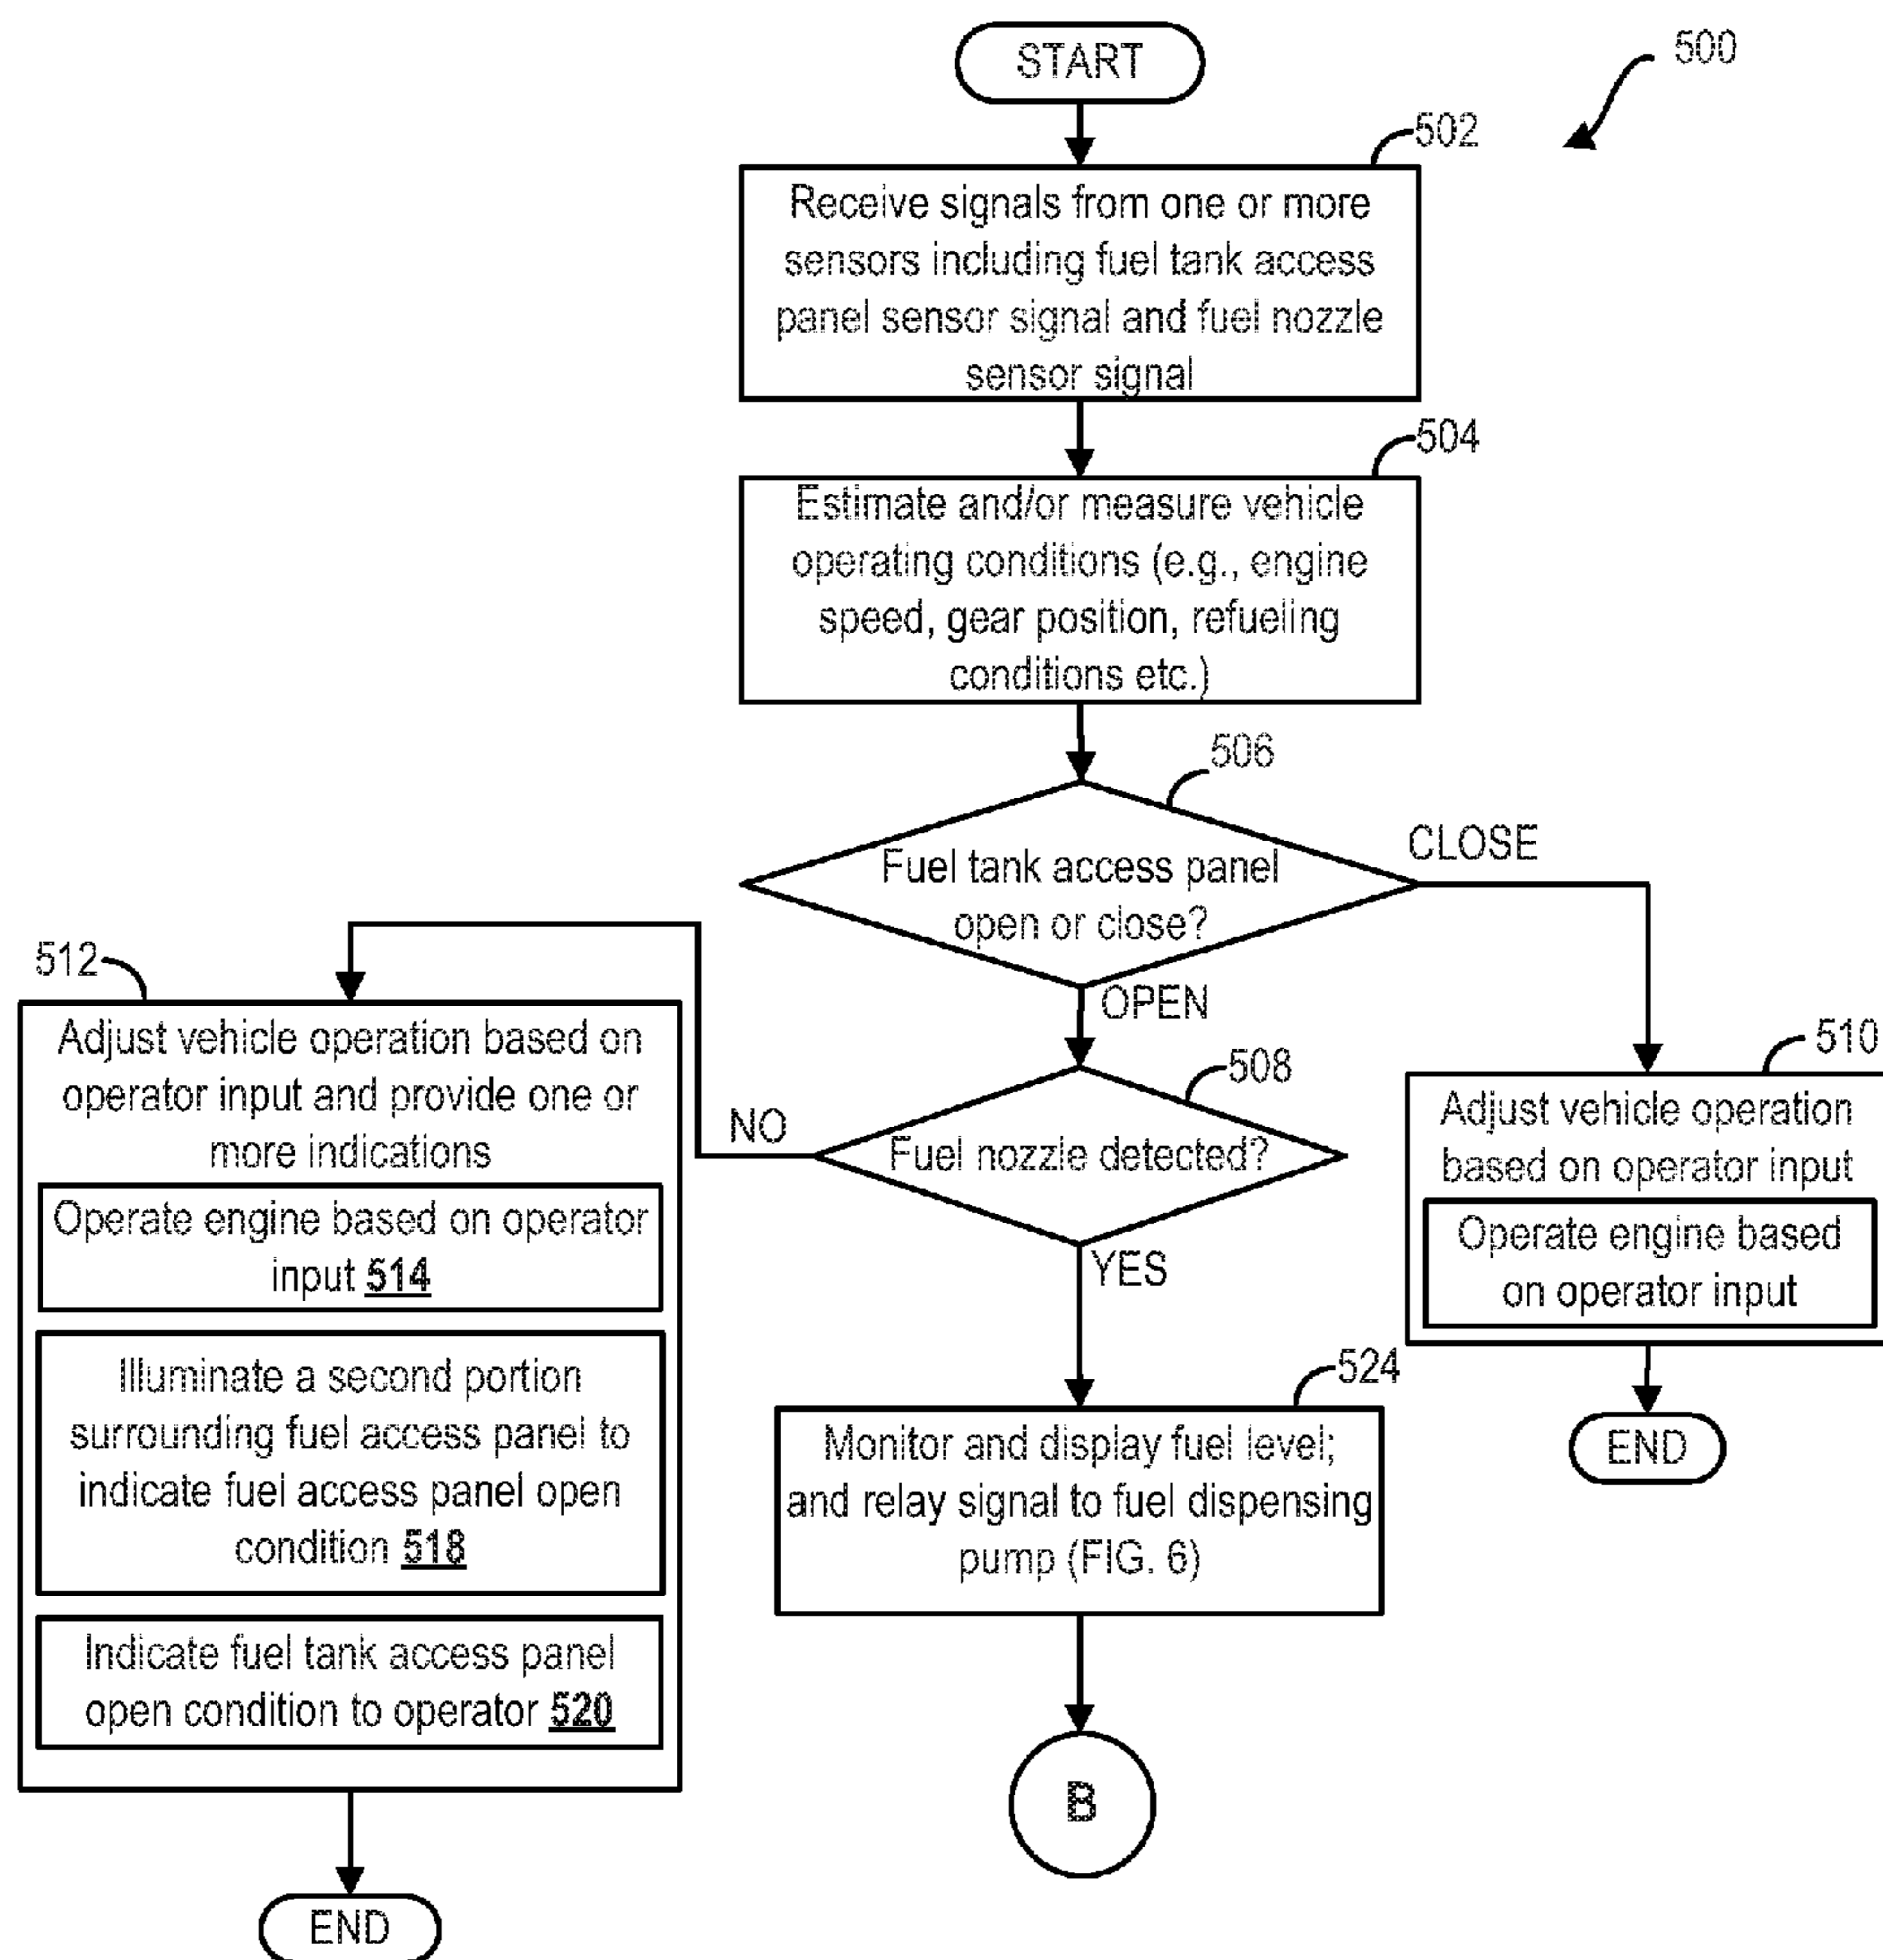 START
500
502
Receive signals from one or more
sensors including fuel tank access
panel sensor signal and fuel nozzle
sensor signal
504
Estimate and/or measure vehicle
operating conditions (e.g., engine
speed, gear position, refueling
conditions etc.)
506
Fuel tank access panel
open or close?
CLOSE
OPEN
510
Adjust vehicle operation
based on operator input
Operate engine based
on operator input
END
508
Fuel nozzle detected?
NO
YES
512
Adjust vehicle operation based on
operator input and provide one or
more indications
Operate engine based on operator
input 514
Illuminate a second portion
surrounding fuel access panel to
indicate fuel access panel open
condition 518
Indicate fuel tank access panel
open condition to operator 520
END
524
Monitor and display fuel level;
and relay signal to fuel dispensing
pump (FIG. 6)
B